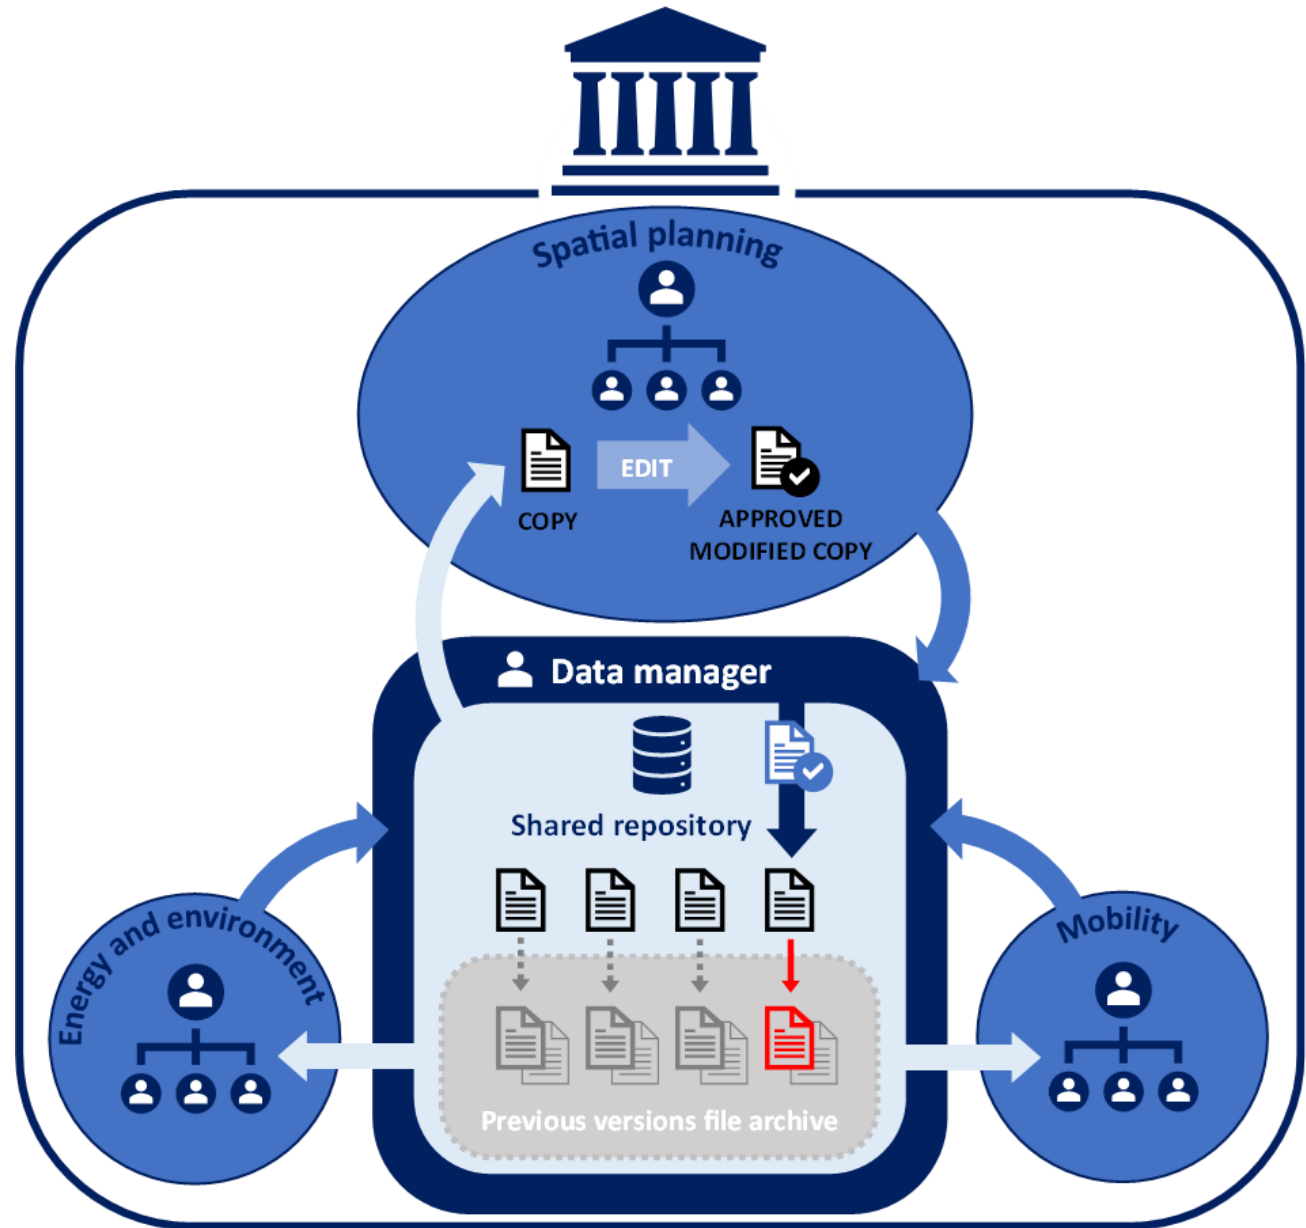 Spatial planning
EDIT
COPY
APPROVED
MODIFIED COPY
Data manager
Shared repository
Energy and environment
Mobility
Previous versions file archive